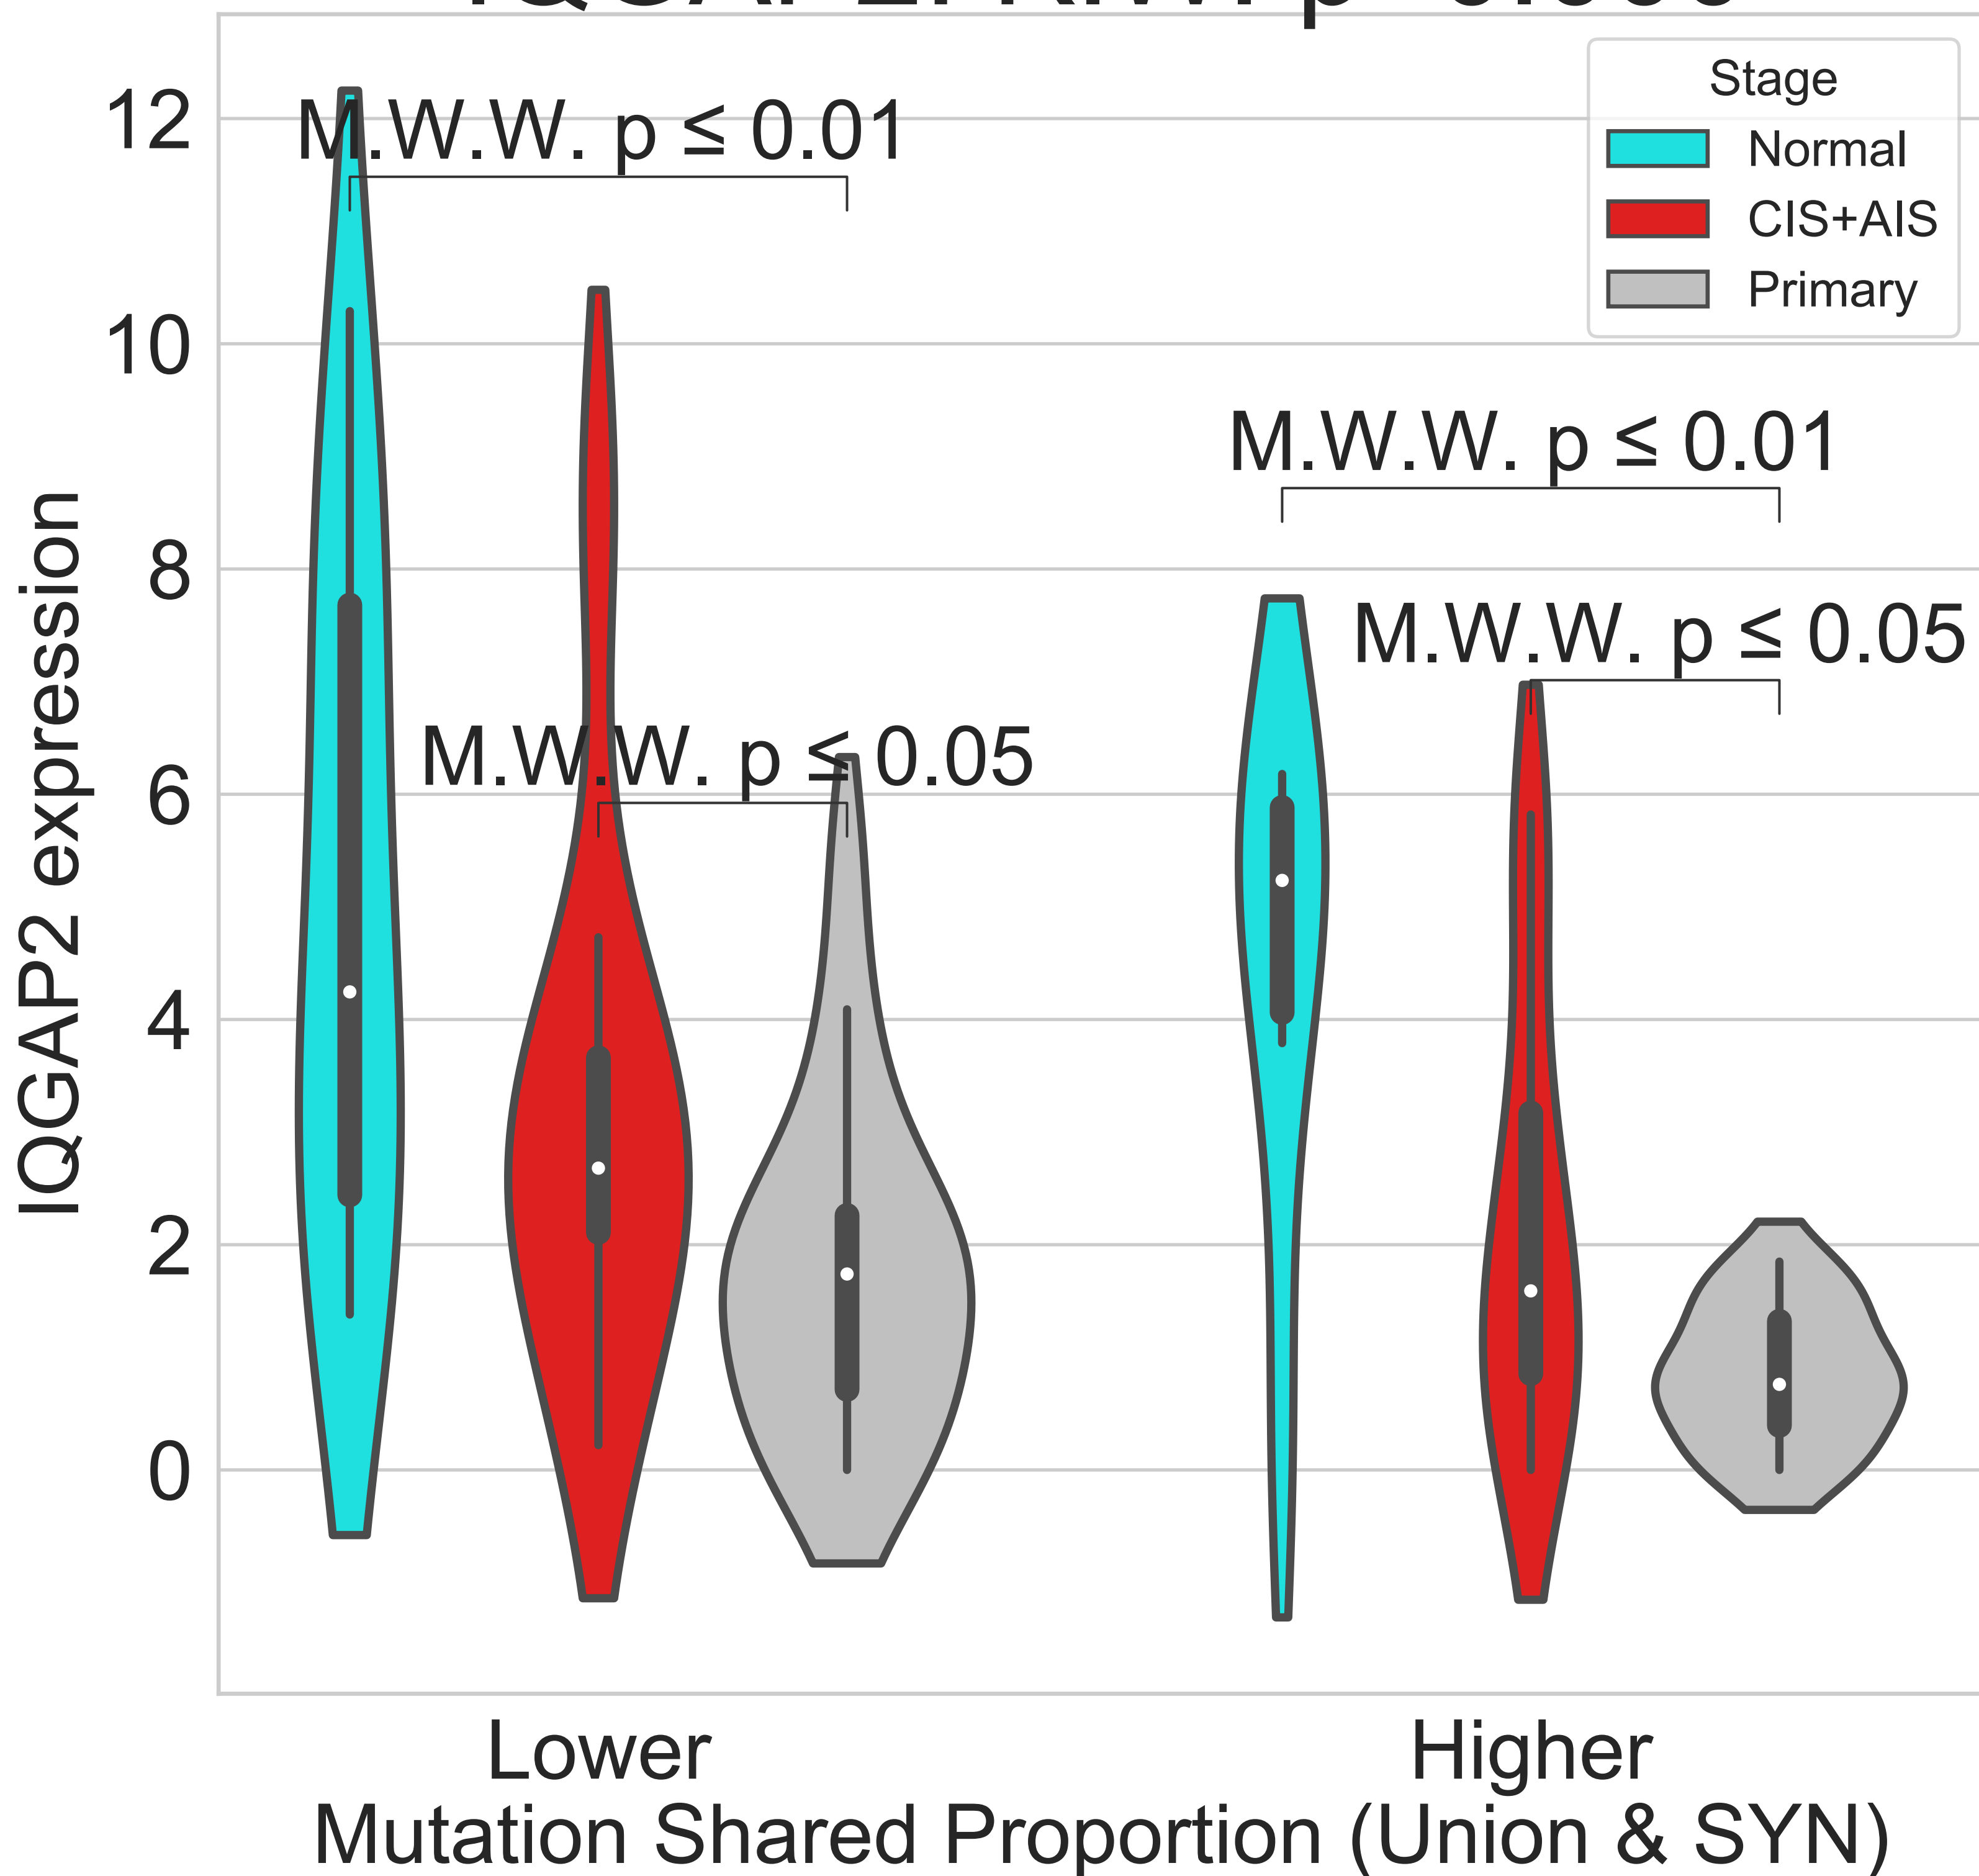 Stage
Normal
CIS+AIS
Primary
M.W.W. p ≤ 0.01
M.W.W. p ≤ 0.01
M.W.W. p ≤ 0.05
M.W.W. p ≤ 0.05
12
10
8
6
4
2
0
IQGAP2 expression
Lower
Higher
Mutation Shared Proportion (Union & SYN)